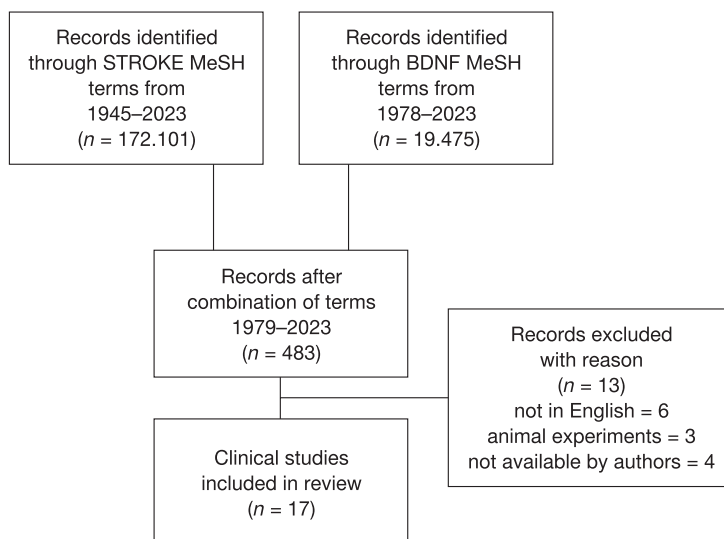 Records identified
through STROKE MeSH
terms from
1945–2023
(n = 172.101)
Records identified
through BDNF MeSH
terms from
1978–2023
(n = 19.475)
Records after
combination of terms
1979–2023
(n = 483)
Records excluded
with reason
(n = 13)
not in English = 6
animal experiments = 3
not available by authors = 4
Clinical studies
included in review
(n = 17)